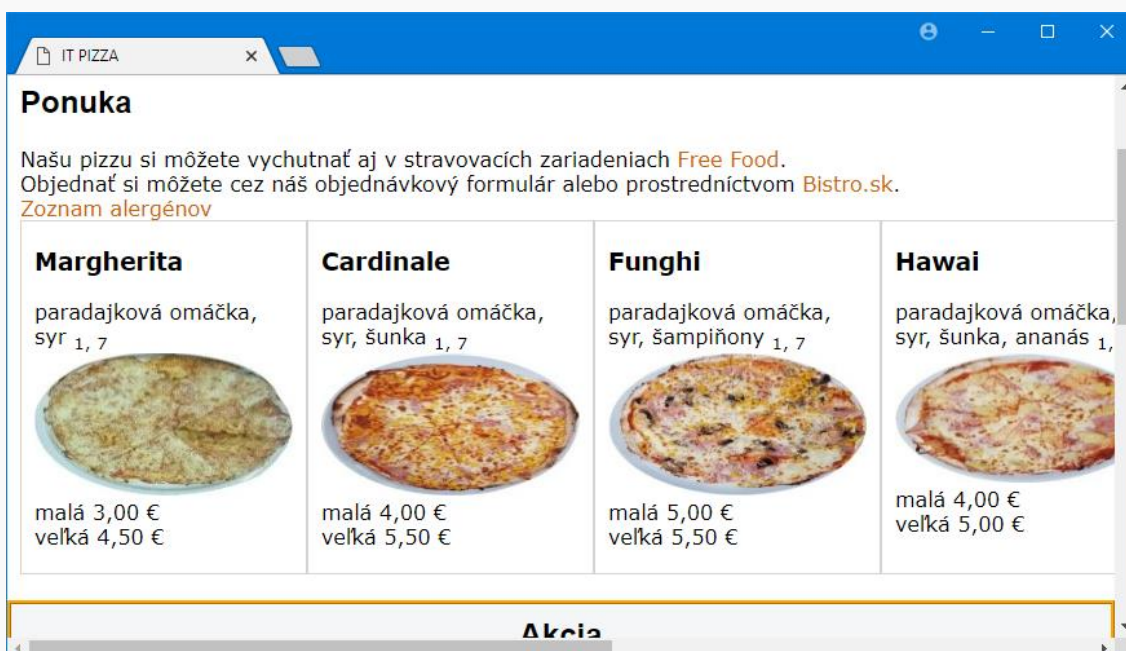 IT PIZZA
Ponuka
Našu pizzu si môžete vychutnať aj v stravovacích zariadeniach Free Food.
Objednať si môžete cez náš objednávkový formulár alebo prostredníctvom Bistro.sk.
Zoznam alergénov
Margherita
paradajková omáčka,
syr 1, 7
malá 3,00 €
veľká 4,50 €
Cardinale
paradajková omáčka,
syr, šunka 1, 7
malá 4,00 €
veľká 5,50 €
Funghi
paradajková omáčka,
syr, šampiňony 1, 7
malá 5,00 €
veľká 5,50 €
Hawai
paradajková omáčka,
syr, šunka, ananás 1,
malá 4,00 €
veľká 5,00 €
Akcia